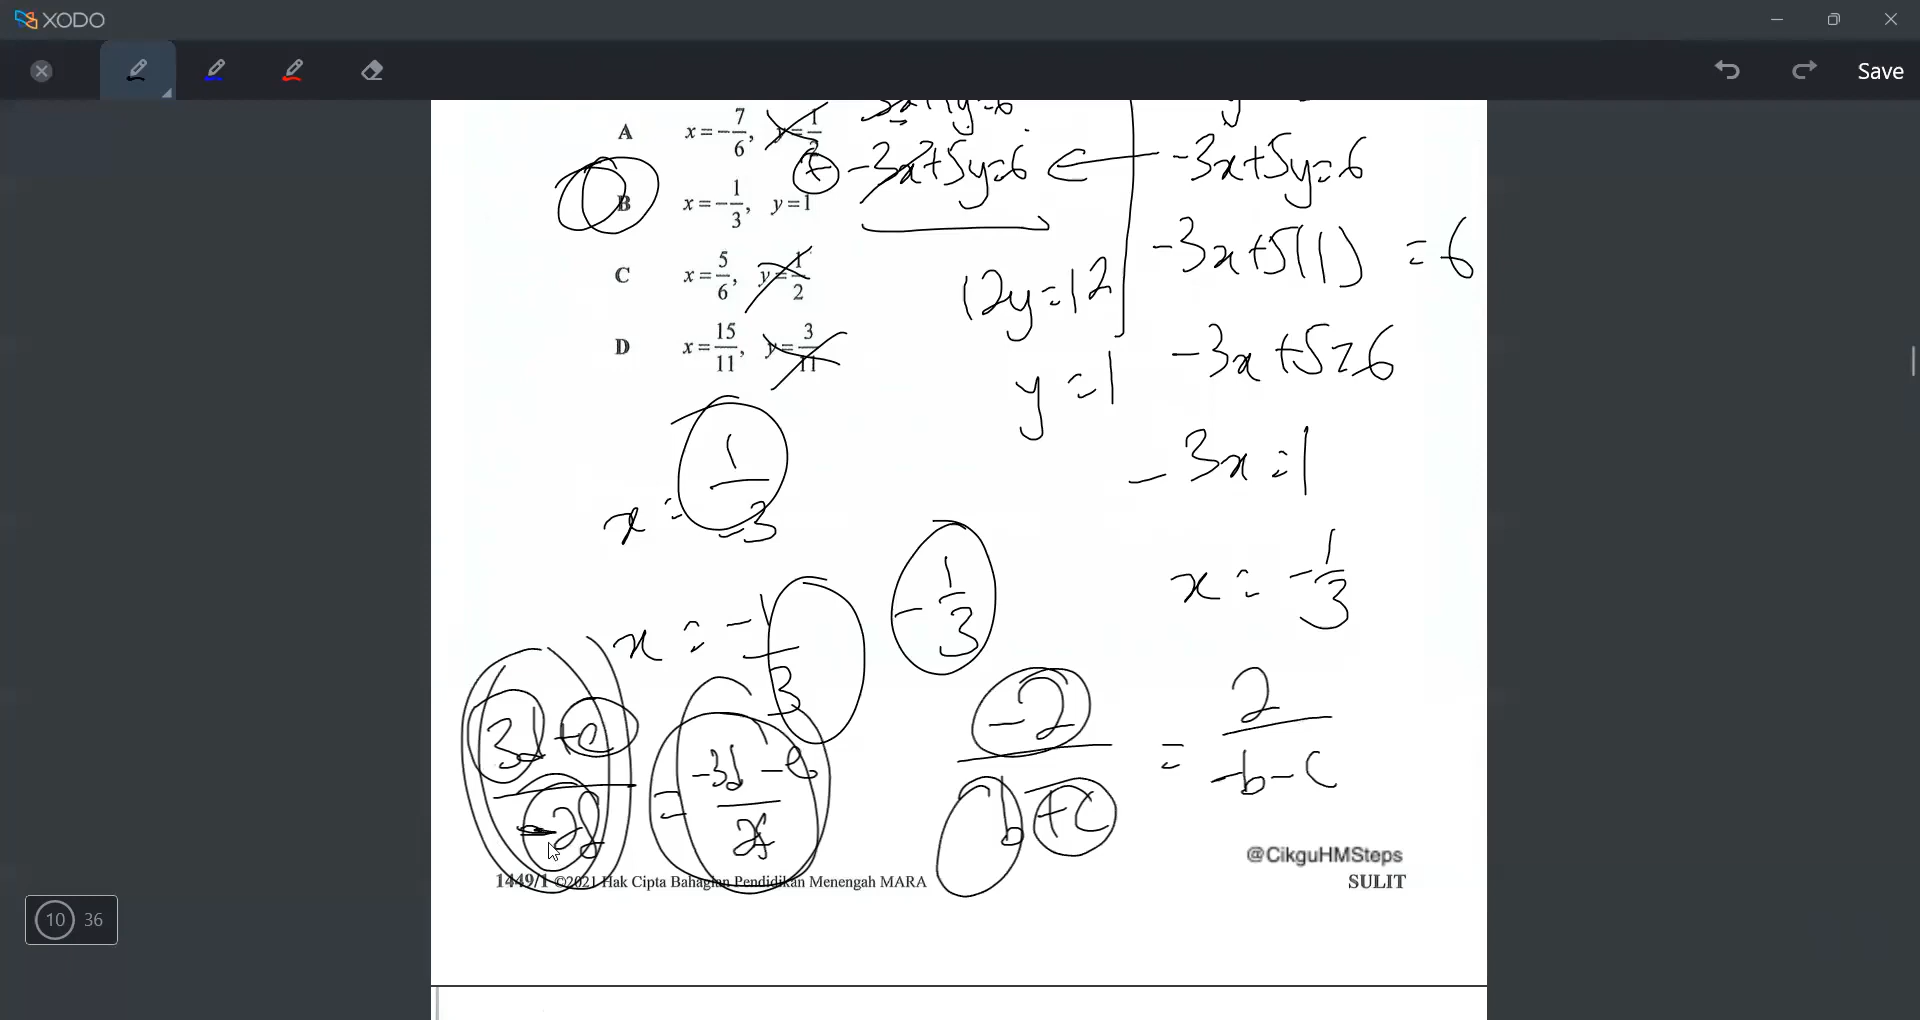 XODO
Save
A x = -7/6, y = 1/2
-3x+5y=6
-3x+5y=6
B x = -1/3, y = 1
-3x+5(1) = 6
C x = 5/6, y = 1/2
12y=12
D x = 15/11, y = 3/11
-3x+5=6
y=1
-3x=1
x = 1/-3
x = -1/3
-1/3
x = -1/3
-2/b+c = 2/-b-c
@CikguHMSteps
1449/1 ©2021 Hak Cipta Bahagian Pendidikan Menengah MARA
SULIT
10 36